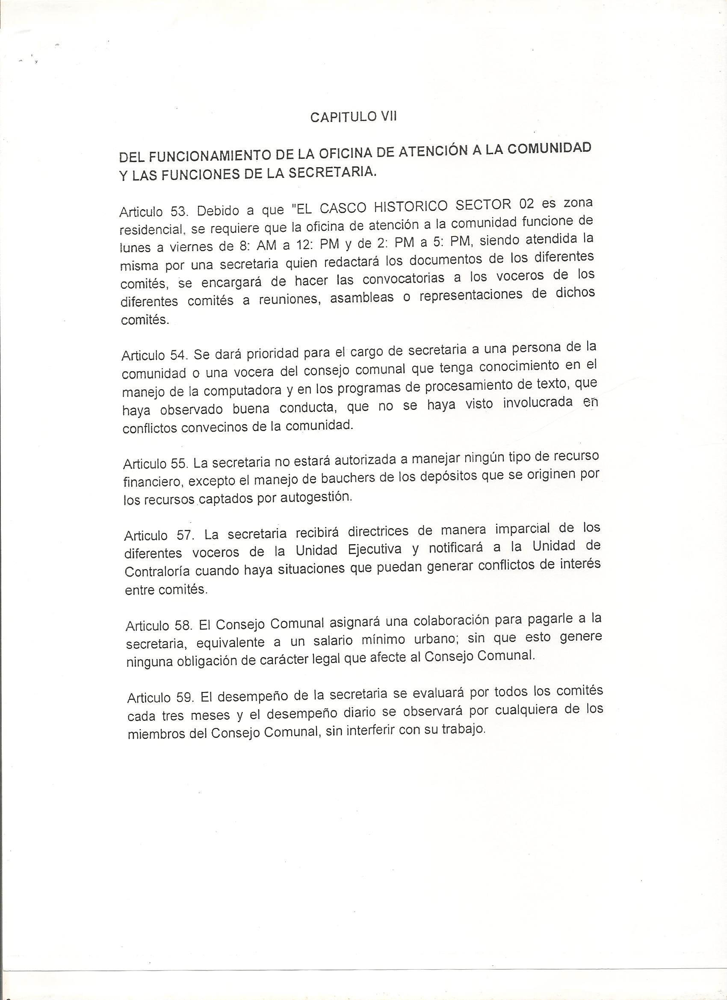 CAPITULO VII
DEL FUNCIONAMIENTO DE LA OFICINA DE ATENCIÓN A LA COMUNIDAD
Y LAS FUNCIONES DE LA SECRETARIA.
Articulo 53. Debido a que "EL CASCO HISTORICO SECTOR 02 es zona
residencial, se requiere que la oficina de atención a la comunidad funcione de
lunes a viernes de 8: AM a 12: PM y de 2: PM a 5: PM, siendo atendida la
misma por una secretaria quien redactará los documentos de los diferentes
comités, se encargará de hacer las convocatorias a los voceros de los
diferentes comités a reuniones, asambleas o representaciones de dichos
comités.
Articulo 54. Se dará prioridad para el cargo de secretaria a una persona de la
comunidad o una vocera del consejo comunal que tenga conocimiento en el
manejo de la computadora y en los programas de procesamiento de texto, que
haya observado buena conducta, que no se haya visto involucrada en
conflictos convecinos de la comunidad.
Articulo 55. La secretaria no estará autorizada a manejar ningún tipo de recurso
financiero, excepto el manejo de bauchers de los depósitos que se originen por
los recursos captados por autogestión.
Articulo 57. La secretaria recibirá directrices de manera imparcial de los
diferentes voceros de la Unidad Ejecutiva y notificará a la Unidad de
Contraloría cuando haya situaciones que puedan generar conflictos de interés
entre comités.
Articulo 58. El Consejo Comunal asignará una colaboración para pagarle a la
secretaria, equivalente a un salario mínimo urbano; sin que esto genere
ninguna obligación de carácter legal que afecte al Consejo Comunal.
Articulo 59. El desempeño de la secretaria se evaluará por todos los comités
cada tres meses y el desempeño diario se observará por cualquiera de los
miembros del Consejo Comunal, sin interferir con su trabajo.